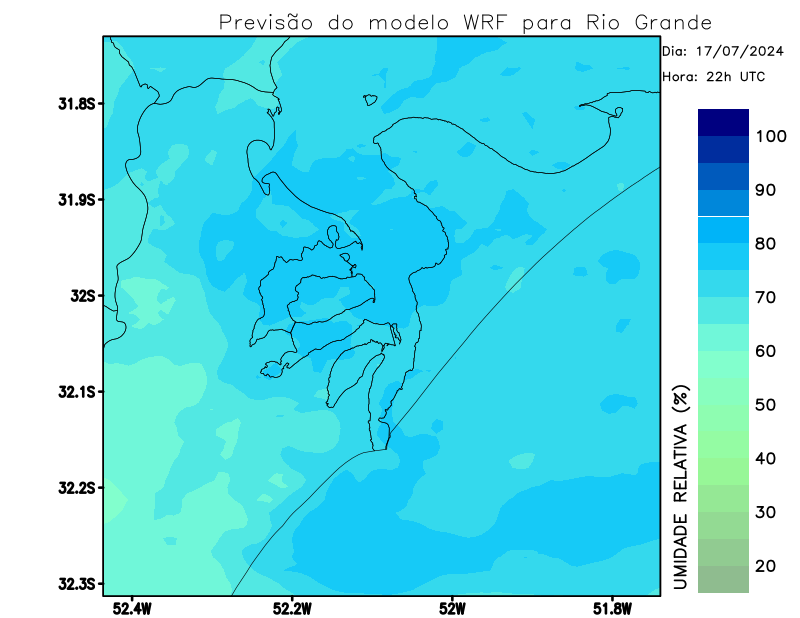 Previsão do modelo WRF para Rio Grande
Dia: 17/07/2024
Hora: 22h UTC
31.8S
31.9S
32S
32.1S
32.2S
32.3S
52.4W 52.2W 52W 51.8W
100
90
80
70
60
50
40
30
20
UMIDADE RELATIVA (%)